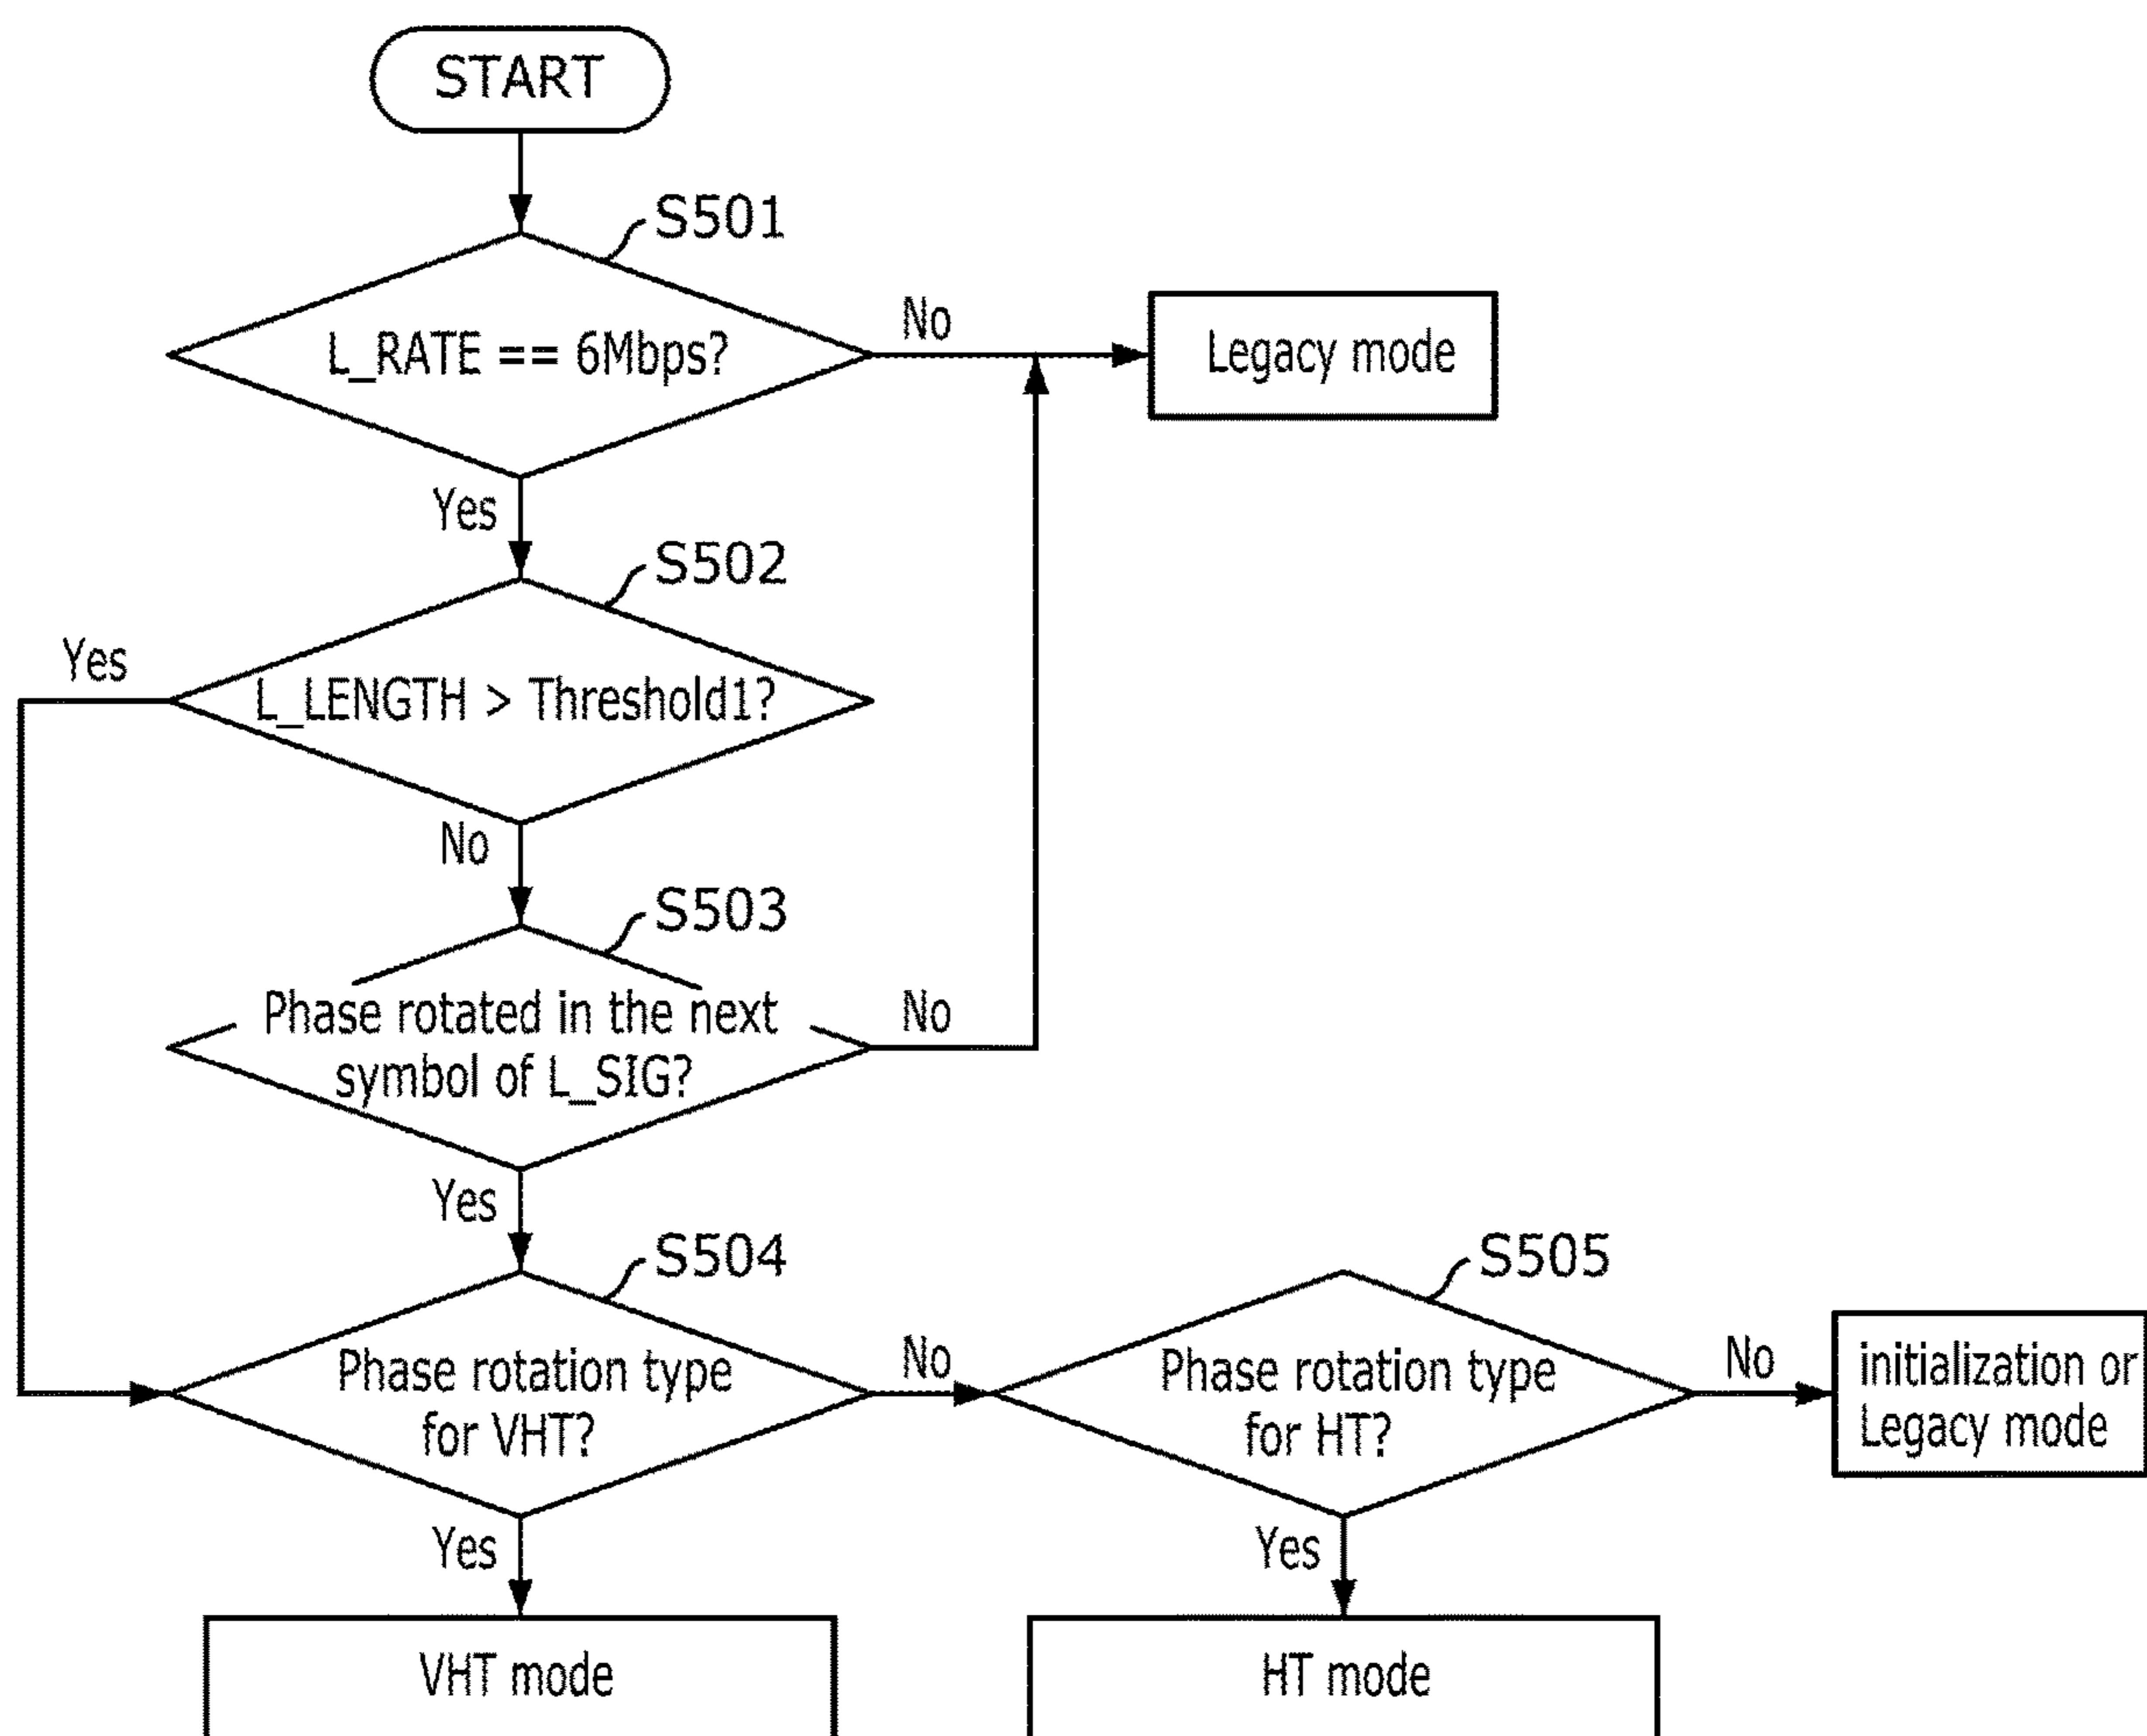 START
S501
L_RATE == 6Mbps?
No
Legacy mode
Yes
S502
Yes
L_LENGTH > Threshold1?
No
S503
Phase rotated in the next
symbol of L_SIG?
No
Yes
S504
S505
Phase rotation type
for VHT?
No
Phase rotation type
for HT?
No
initialization or
Legacy mode
Yes
Yes
VHT mode
HT mode